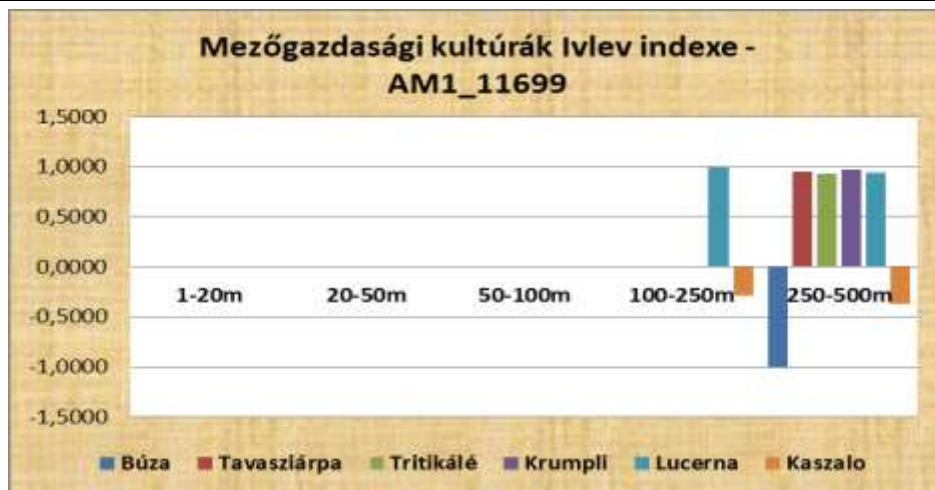 Mezőgazdasági kultúrák Ivlev indexe -
AM1_11699
1,5000
1,0000
0,5000
0,0000
1-20m 20-50m 50-100m 100-250m 250-500m
-0,5000
-1,0000
-1,5000
Búza Tavasziárpa Tritikálé Krumpli Lucerna Kaszalo